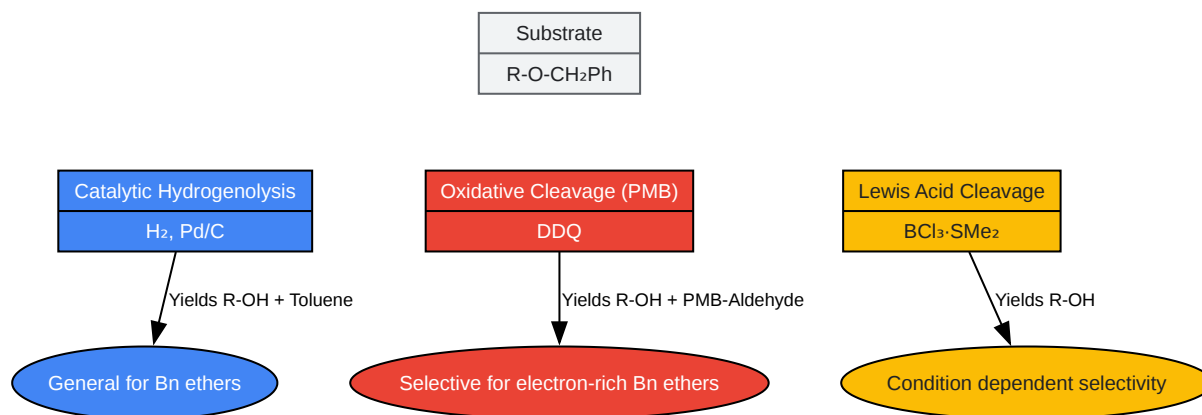 Substrate
R-O-CH₂Ph
Catalytic Hydrogenolysis
H₂, Pd/C
Oxidative Cleavage (PMB)
DDQ
Lewis Acid Cleavage
BCl₃·SMe₂
Yields R-OH + Toluene
Yields R-OH + PMB-Aldehyde
Yields R-OH
General for Bn ethers
Selective for electron-rich Bn ethers
Condition dependent selectivity